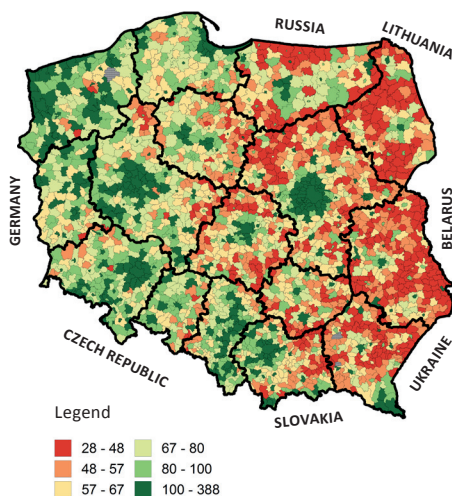 RUSSIA
LITHUANIA
GERMANY
BELARUS
CZECH REPUBLIC
UKRAINE
SLOVAKIA
Legend
28 - 48
67 - 80
48 - 57
80 - 100
57 - 67
100 - 388